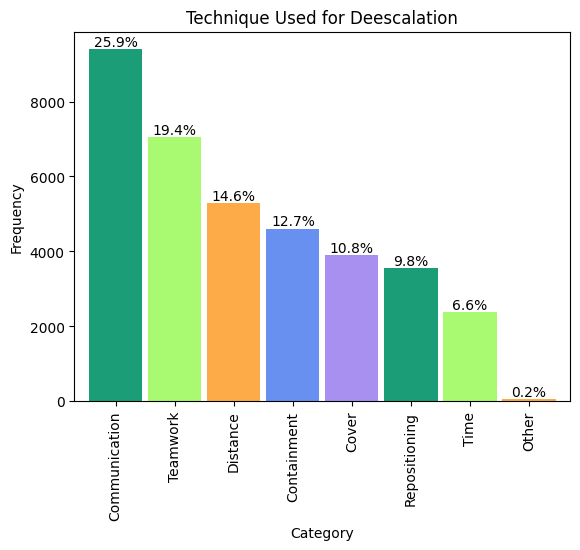 Technique Used for Deescalation
25.9%
19.4%
14.6%
12.7%
10.8%
9.8%
6.6%
0.2%
8000
6000
4000
2000
0
Frequency
Communication
Teamwork
Distance
Containment
Cover
Repositioning
Time
Other
Category